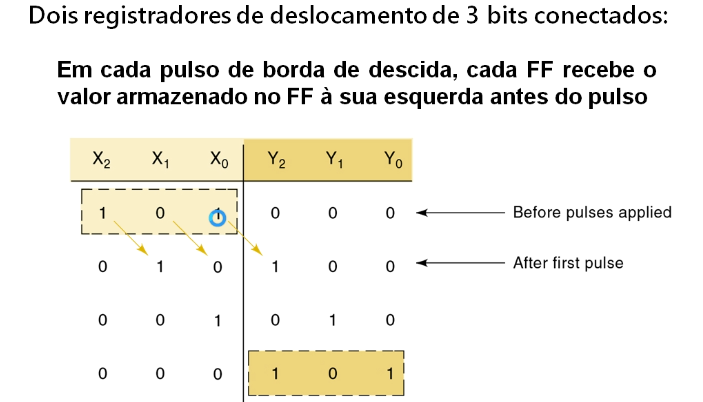 Dois registradores de deslocamento de 3 bits conectados:
Em cada pulso de borda de descida, cada FF recebe o
valor armazenado no FF à sua esquerda antes do pulso
X₂ X₁ X₀ Y₂ Y₁ Y₀
1 0 1 0 0 0 Before pulses applied
0 1 0 1 0 0 After first pulse
0 0 1 0 1 0
0 0 0 1 0 1